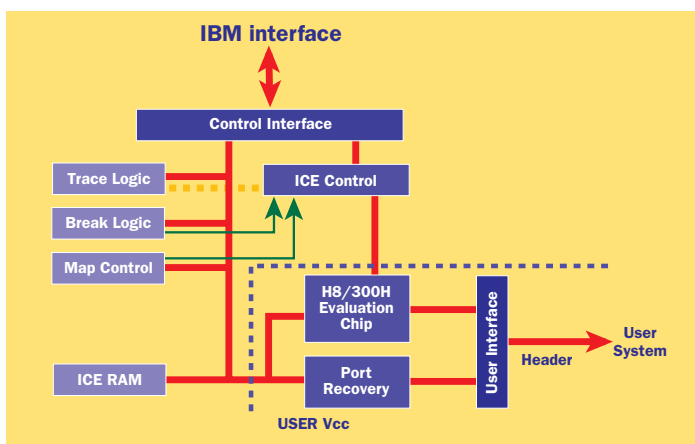 IBM interface
Control Interface
Trace Logic
ICE Control
Break Logic
Map Control
H8/300H
Evaluation
Chip
User Interface
User
System
Header
ICE RAM
Port
Recovery
USER Vcc